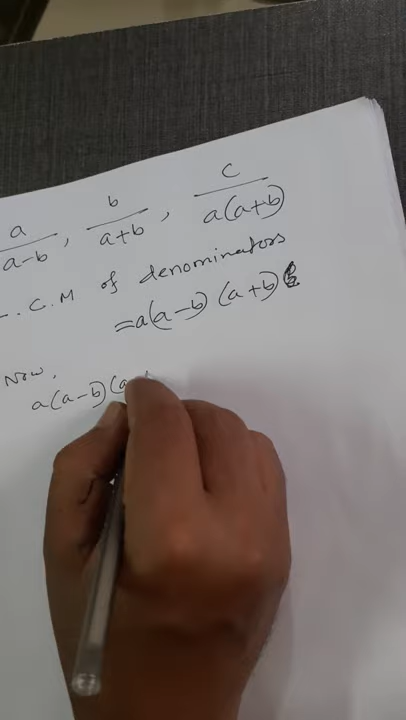 a/a-b, b/a+b, c/a(a+b)
L.C.M of denominators
=a(a-b) (a+b)
Now,
a(a-b)(a